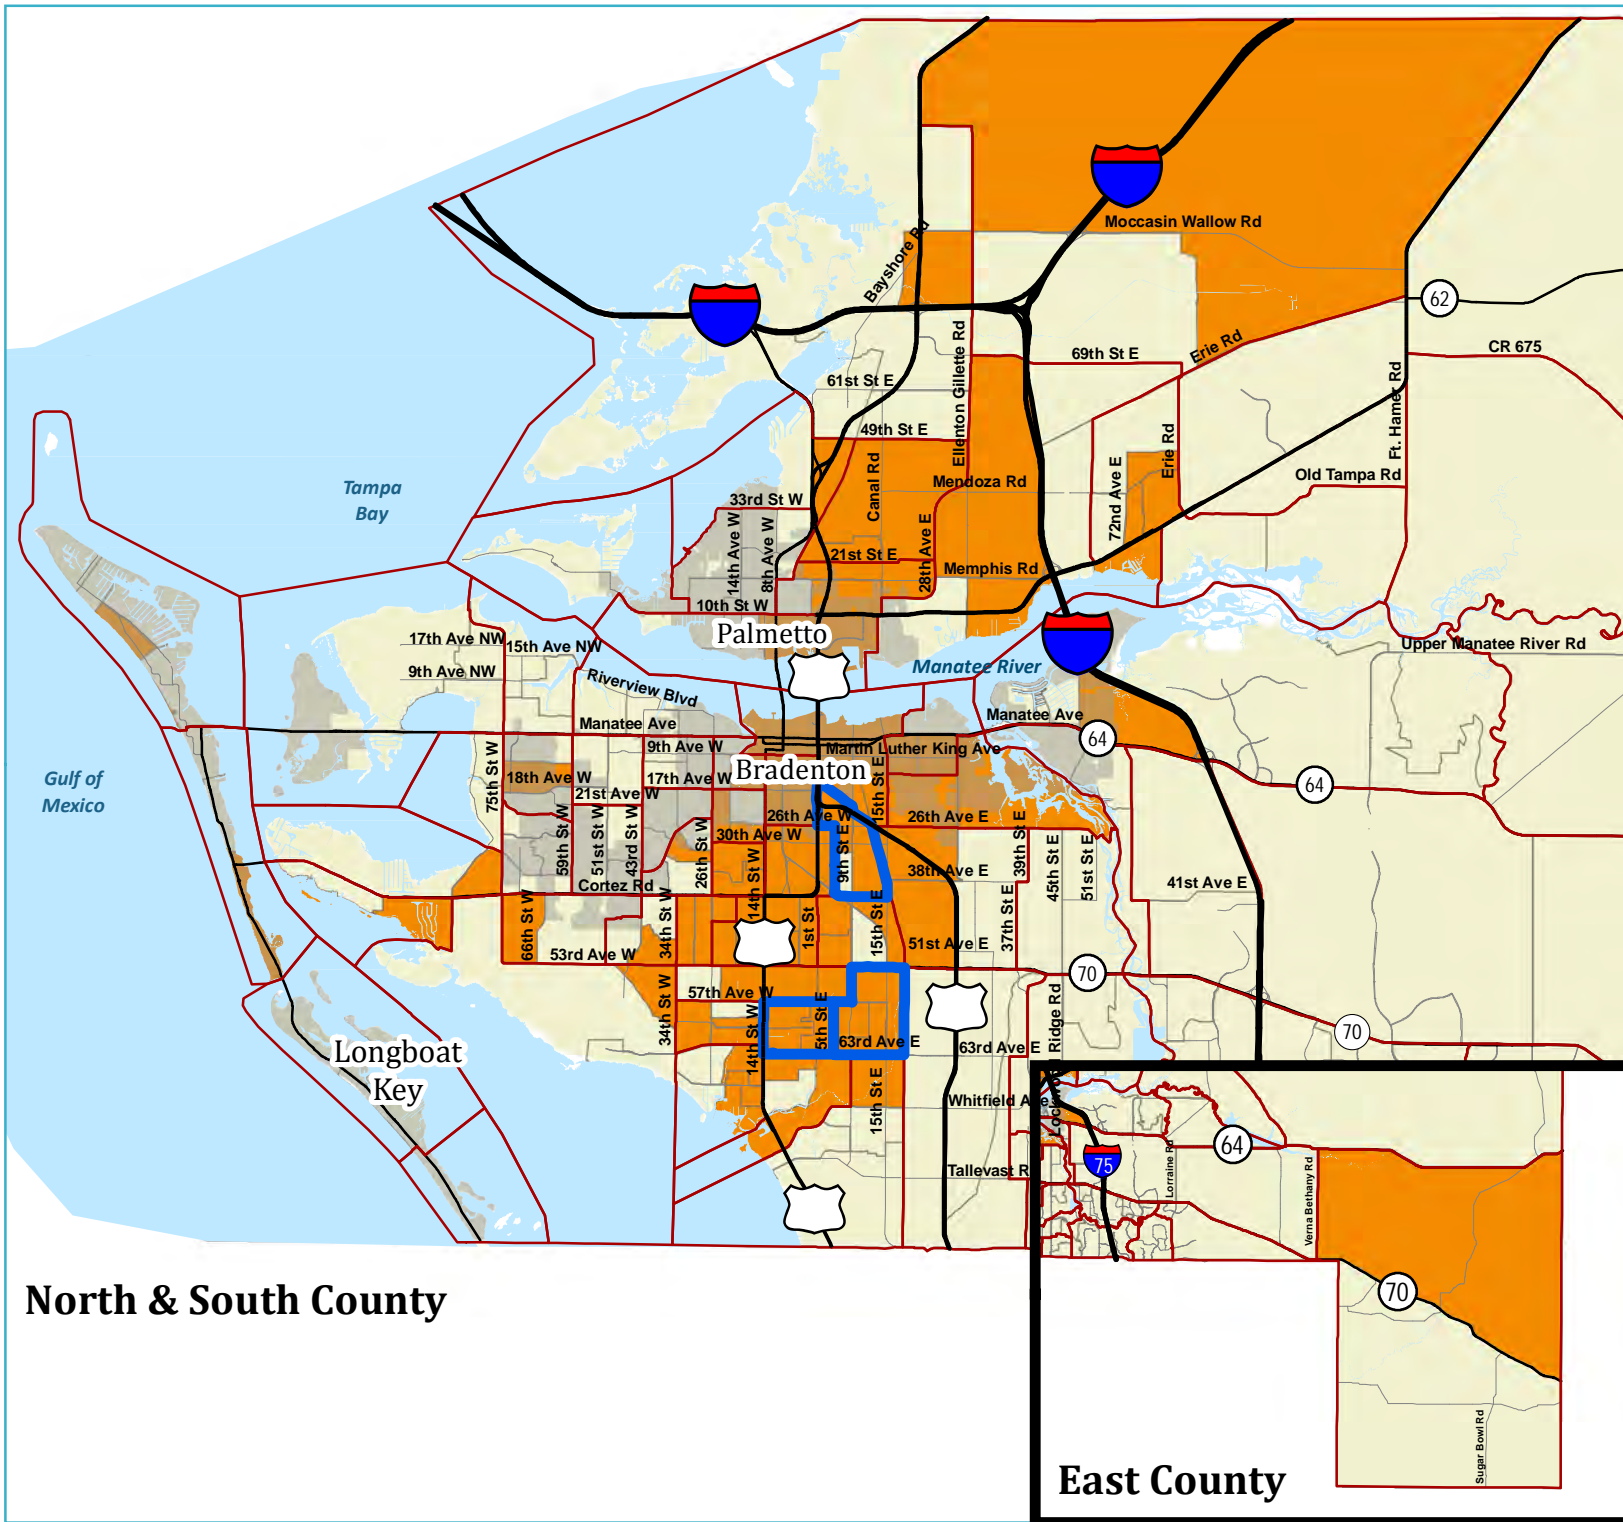 Moccasin Wallow Rd
Bayshore Rd
62
Ellenton Gillette Rd
69th St E
Erie Rd
CR 675
61st St E
Ft. Hamer Rd
49th St E
Canal Rd
Mendoza Rd
72nd Ave E
Erie Rd
Old Tampa Rd
Tampa
Bay
33rd St W
14th Ave W
8th Ave W
21st St E
28th Ave E
Memphis Rd
10th St W
Palmetto
17th Ave NW
15th Ave NW
9th Ave NW
Riverview Blvd
Manatee River
Upper Manatee River Rd
Manatee Ave
Manatee Ave
64
9th Ave W
Martin Luther King Ave
Bradenton
Gulf of
Mexico
75th St W
18th Ave W
17th Ave W
21st Ave W
15th St E
64
26th Ave W
26th Ave E
30th Ave W
59th St W
51st St W
43rd St W
26th St W
14th St W
9th St E
39th St E
45th St E
51st St E
38th Ave E
41st Ave E
Cortez Rd
66th St W
34th St W
1st St
15th St E
37th St E
53rd Ave W
51st Ave E
70
57th Ave W
34th St W
14th St W
5th St E
63rd Ave E
63rd Ave E
70
Longboat
Key
15th St E
Whitfield Ave
Ridge Rd
Tallevast R
64
75
Lorraine Rd
Verna Bethany Rd
70
Sugar Bowl Rd
North & South County
East County